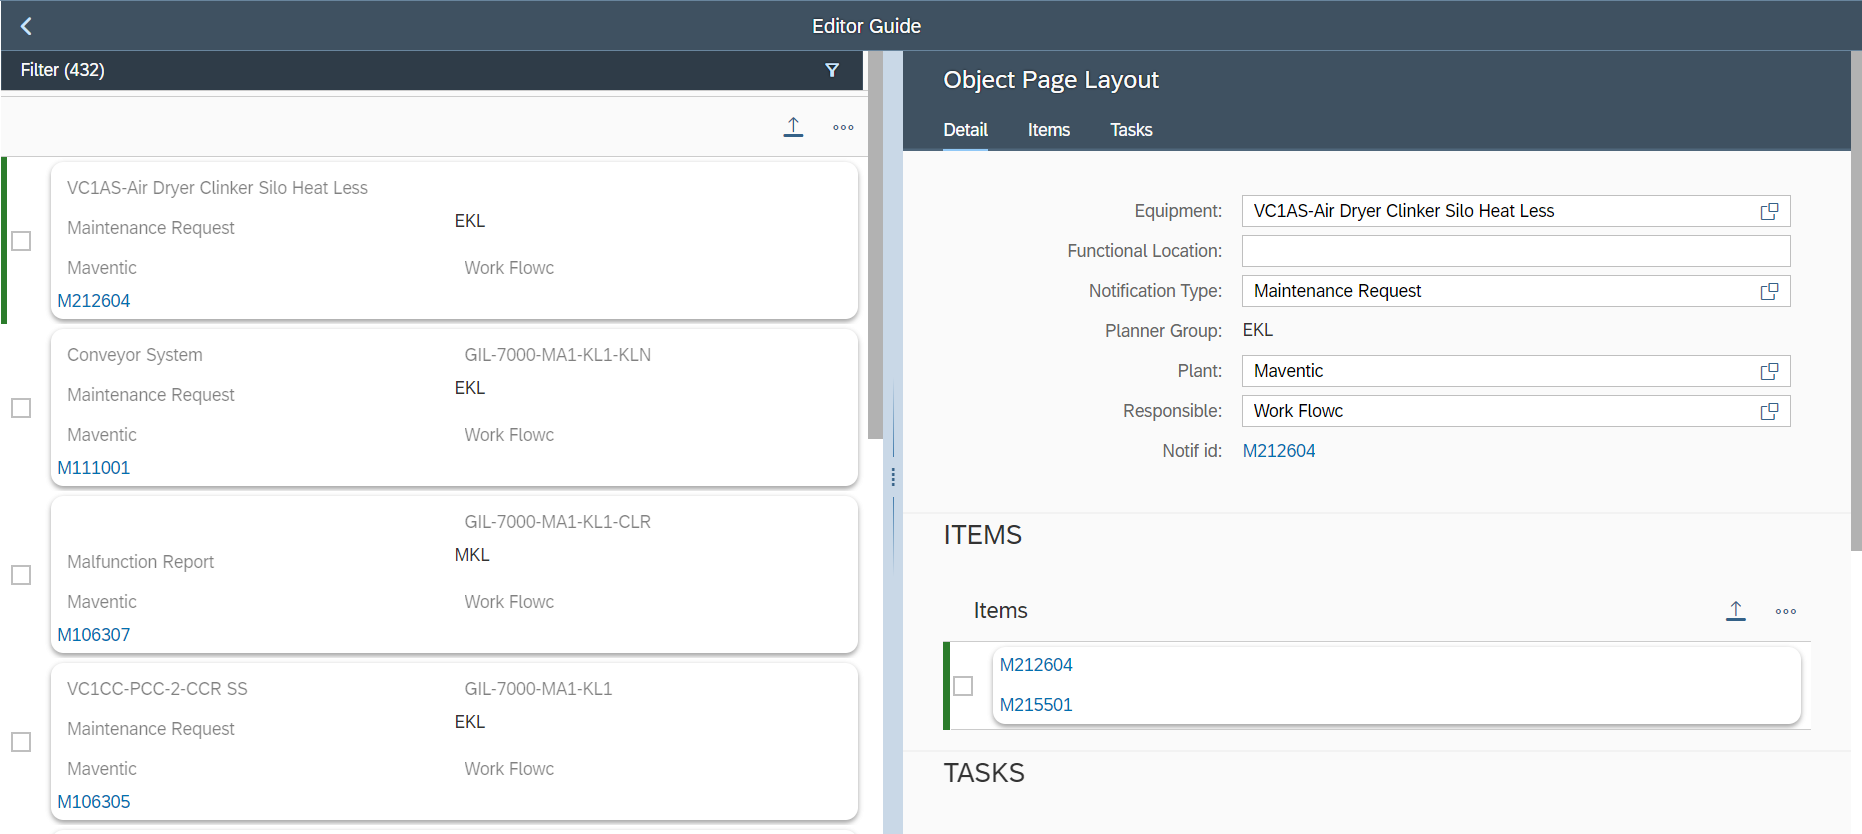 Editor Guide
Filter (432)
VC1AS-Air Dryer Clinker Silo Heat Less
Maintenance Request EKL
Maventic Work Flowc
M212604
Conveyor System GIL-7000-MA1-KL1-KLN
Maintenance Request EKL
Maventic Work Flowc
M111001
GIL-7000-MA1-KL1-CLR
Malfunction Report MKL
Maventic Work Flowc
M106307
VC1CC-PCC-2-CCR SS GIL-7000-MA1-KL1
Maintenance Request EKL
Maventic Work Flowc
M106305
Object Page Layout
Detail Items Tasks
Equipment: VC1AS-Air Dryer Clinker Silo Heat Less
Functional Location:
Notification Type: Maintenance Request
Planner Group: EKL
Plant: Maventic
Responsible: Work Flowc
Notif id: M212604
ITEMS
Items
M212604
M215501
TASKS